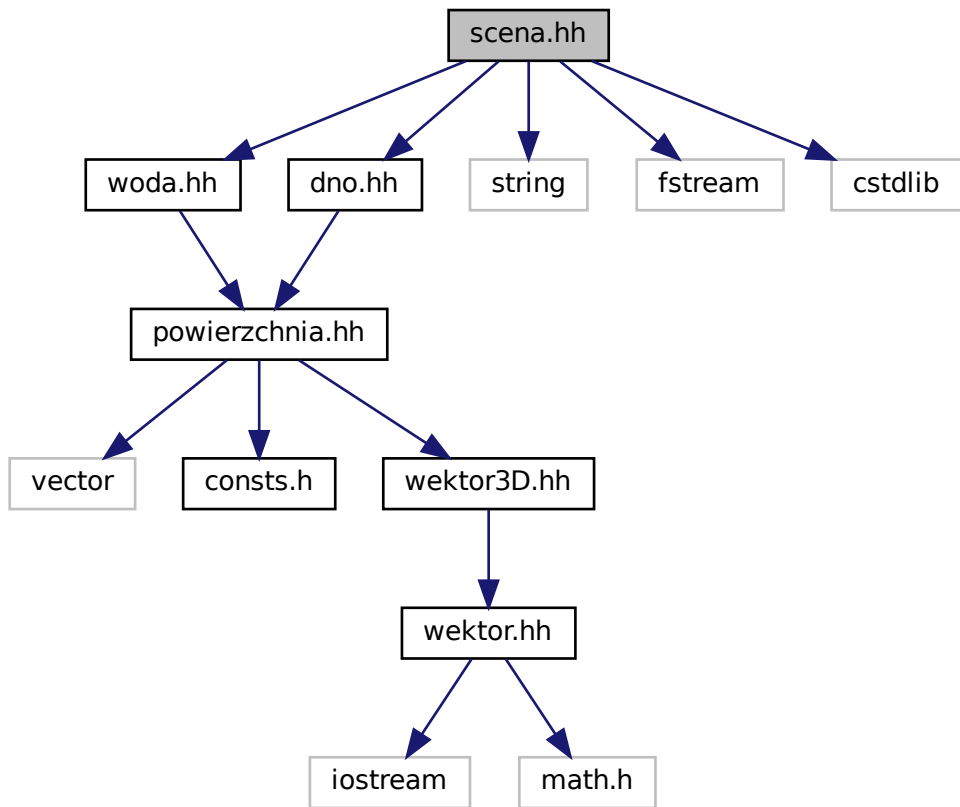 scena.hh
woda.hh
dno.hh
string
fstream
cstdlib
powierzchnia.hh
vector
consts.h
wektor3D.hh
wektor.hh
iostream
math.h